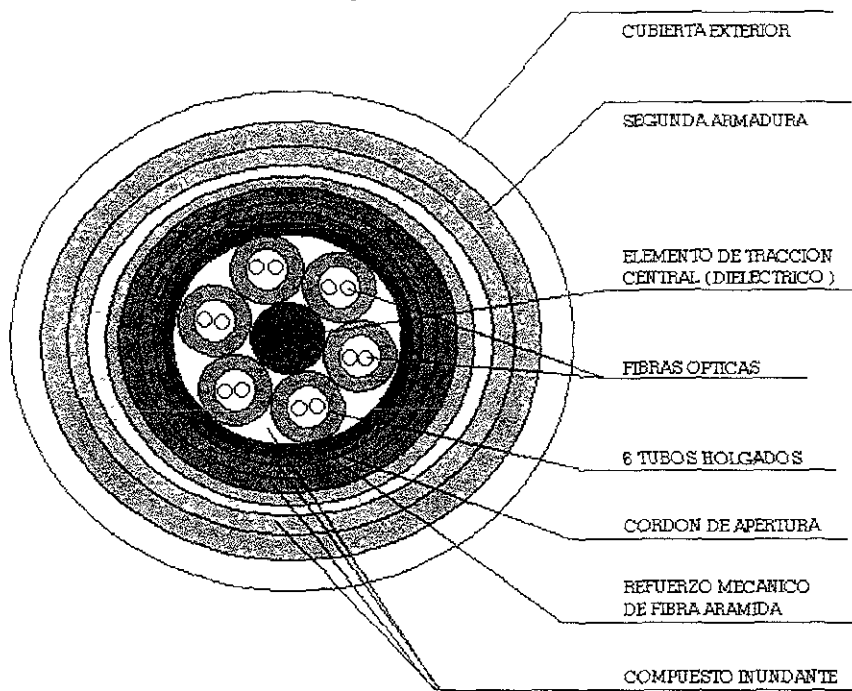 CUBIERTA EXTERIOR
SEGUNDA ARMADURA
ELEMENTO DE TRACCION
CENTRAL (DIELECTRICO)
FIBRAS OPTICAS
6 TUBOS HOLGADOS
CORDON DE APERTURA
REFUERZO MECANICO
DE FIBRA ARAMIDA
COMPUESTO INUNDANTE